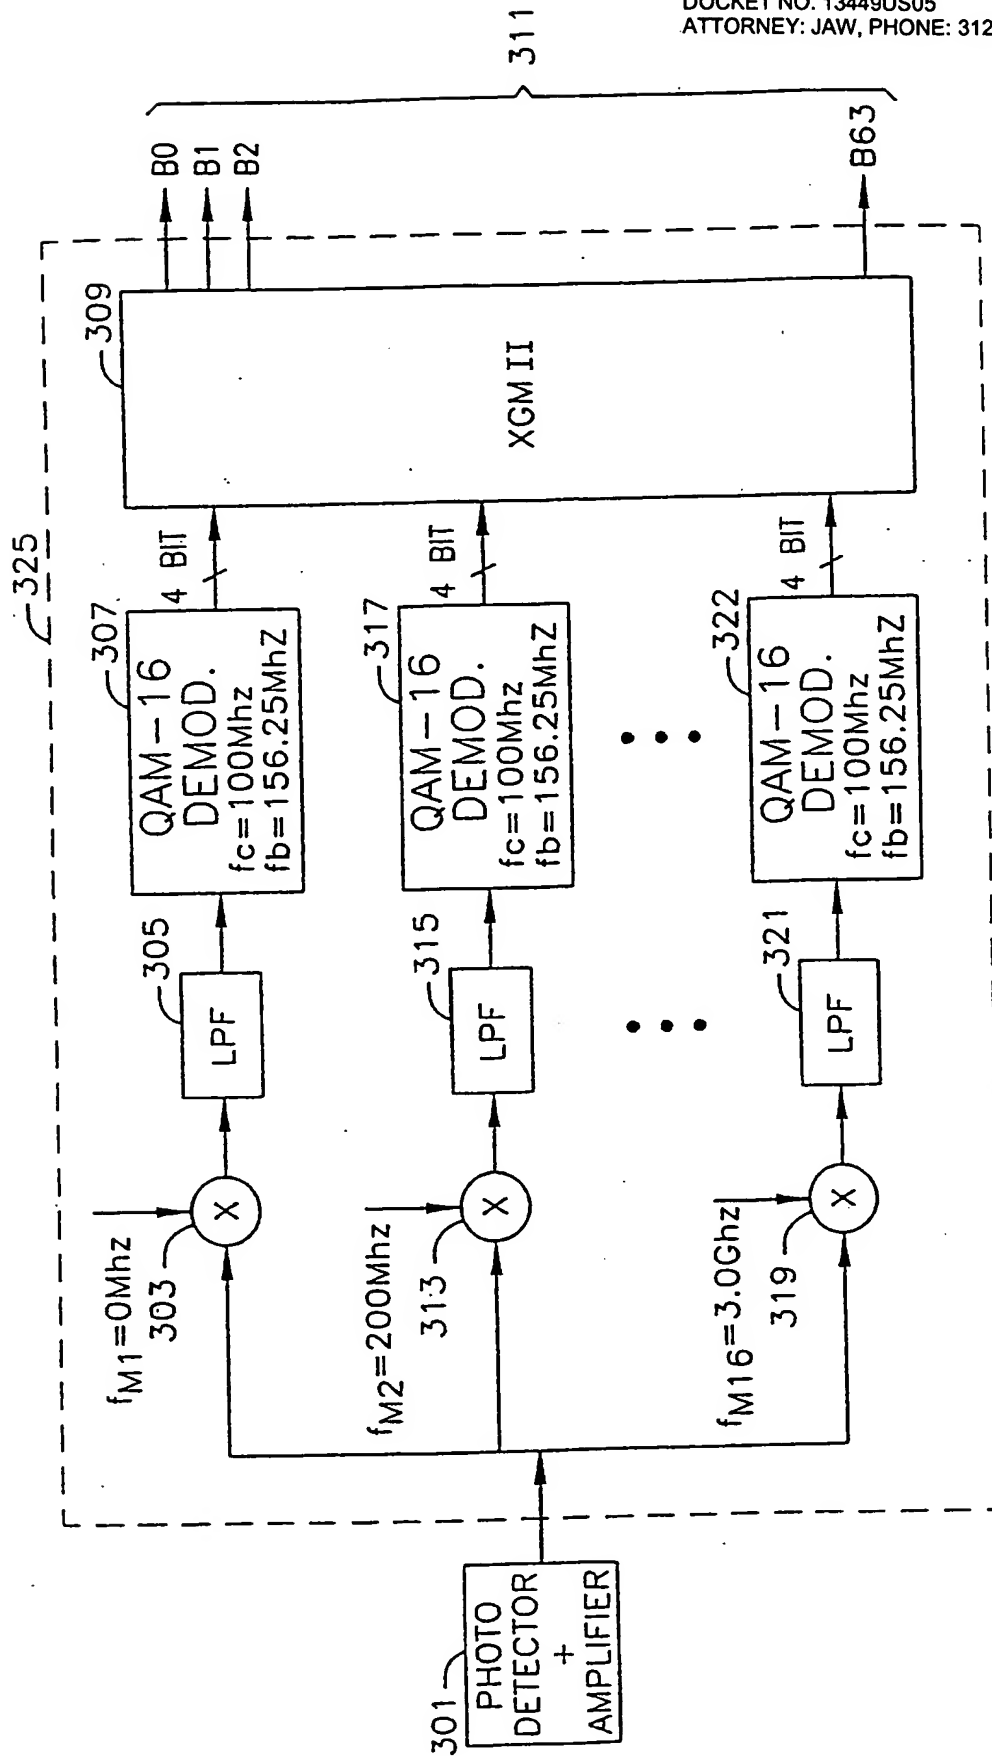 DOCKET NO. 13449US05
ATTORNEY: JAW, PHONE: 312
311
B0
B1
B2
B63
325
309
XGM II
307
QAM-16
DEMOD.
fc=100Mhz
fb=156.25MhZ
4 BIT
317
QAM-16
DEMOD.
fc=100Mhz
fb=156.25MhZ
4 BIT
322
QAM-16
DEMOD.
fc=100Mhz
fb=156.25MhZ
4 BIT
305
LPF
315
LPF
321
LPF
X
fM1=0Mhz
303
X
fM2=200Mhz
313
X
fM16=3.0Ghz
319
301
PHOTO
DETECTOR
+
AMPLIFIER